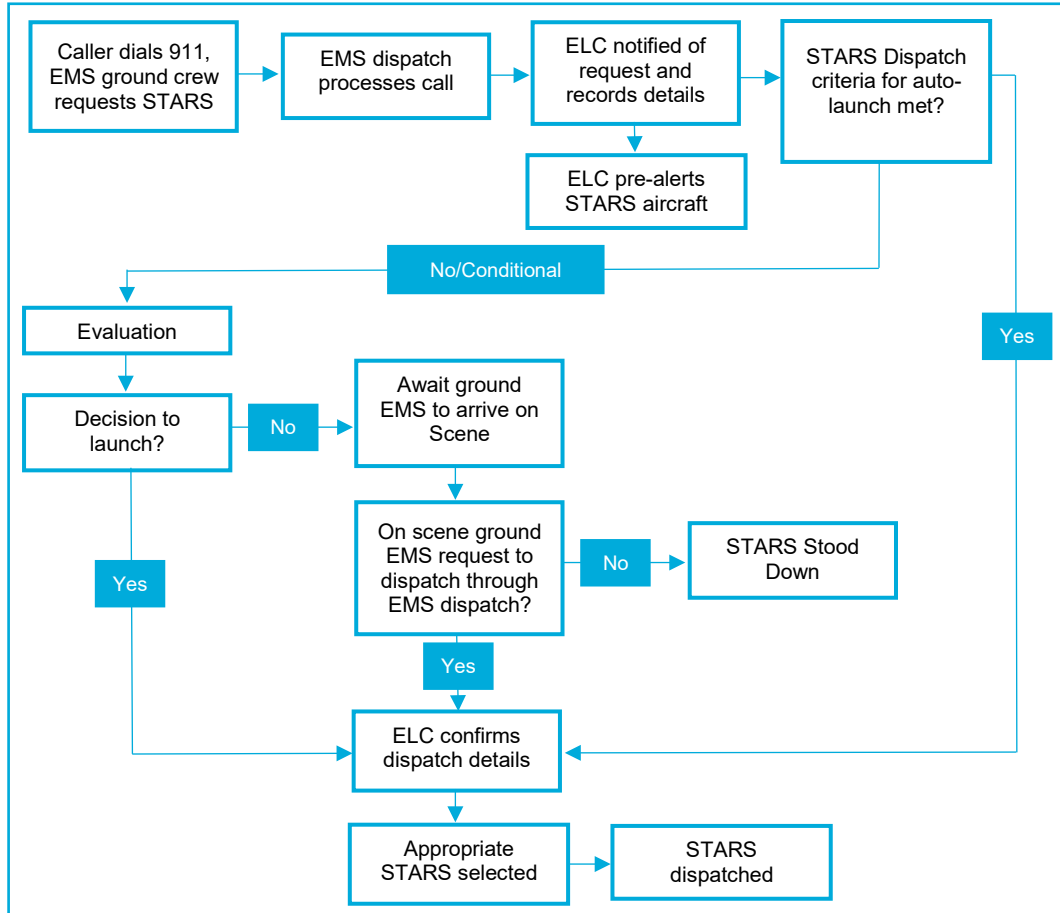 Caller dials 911,
EMS ground crew
requests STARS
EMS dispatch
processes call
ELC notified of
request and
records details
STARS Dispatch
criteria for auto-
launch met?
ELC pre-alerts
STARS aircraft
No/Conditional
Evaluation
Yes
Decision to
launch?
No
Await ground
EMS to arrive on
Scene
On scene ground
EMS request to
dispatch through
EMS dispatch?
No
STARS Stood
Down
Yes
Yes
ELC confirms
dispatch details
Appropriate
STARS selected
STARS
dispatched